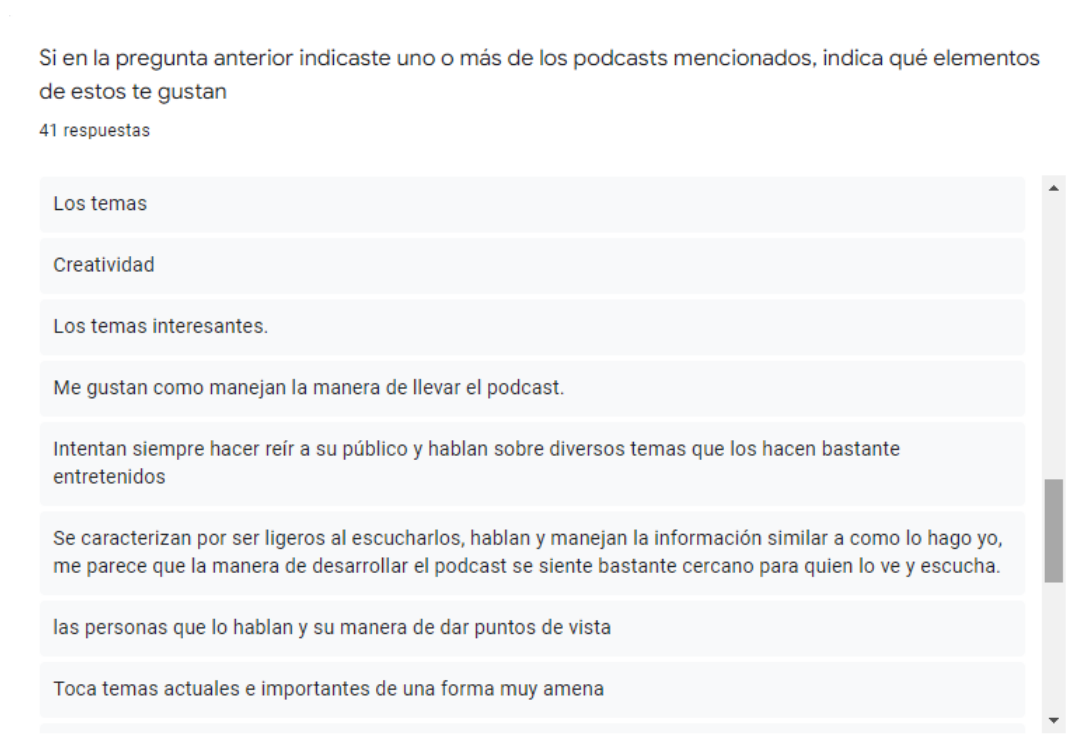 Si en la pregunta anterior indicaste uno o más de los podcasts mencionados, indica qué elementos
de estos te gustan
41 respuestas
Los temas
Creatividad
Los temas interesantes.
Me gustan como manejan la manera de llevar el podcast.
Intentan siempre hacer reír a su público y hablan sobre diversos temas que los hacen bastante
entretenidos
Se caracterizan por ser ligeros al escucharlos, hablan y manejan la información similar a como lo hago yo,
me parece que la manera de desarrollar el podcast se siente bastante cercano para quien lo ve y escucha.
las personas que lo hablan y su manera de dar puntos de vista
Toca temas actuales e importantes de una forma muy amena